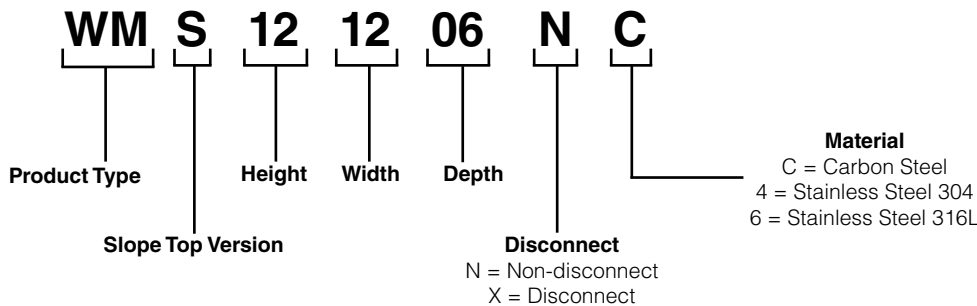 WM S 12 12 06 N C
Product Type
Height
Width
Depth
Material
C = Carbon Steel
4 = Stainless Steel 304
6 = Stainless Steel 316L
Slope Top Version
Disconnect
N = Non-disconnect
X = Disconnect